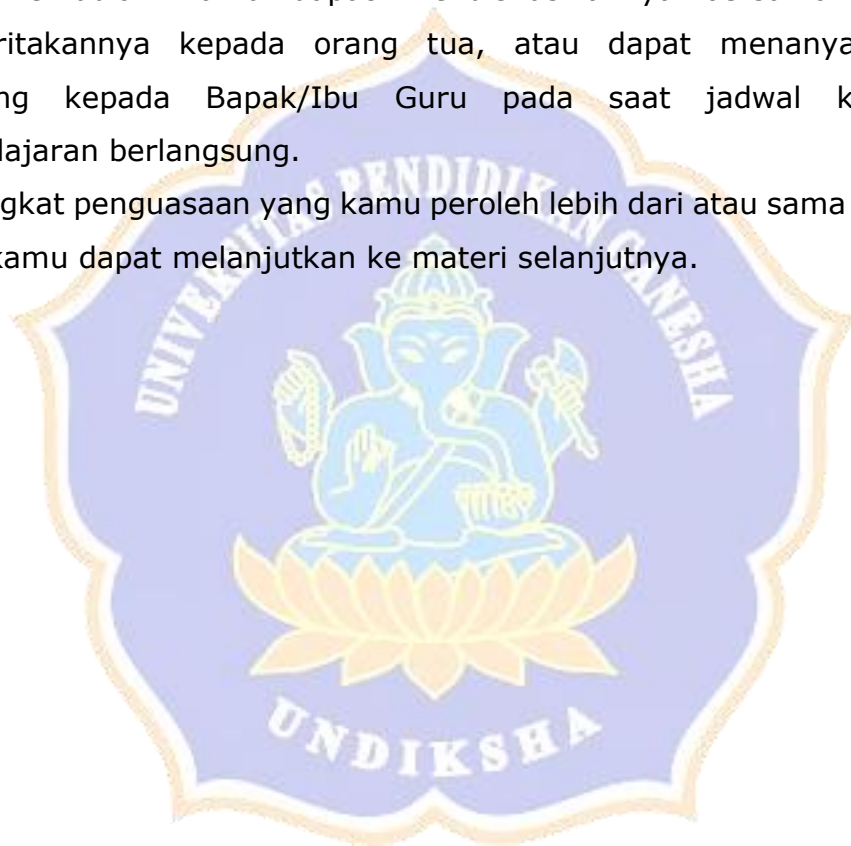 ritakannya kepada orang tua, atau dapat menanya
ng kepada Bapak/Ibu Guru pada saat jadwal k
lajaran berlangsung.
gkat penguasaan yang kamu peroleh lebih dari atau sama
kamu dapat melanjutkan ke materi selanjutnya.
UNIVERSITAS PENDIDIKAN GANESHA
UNDIKSHA